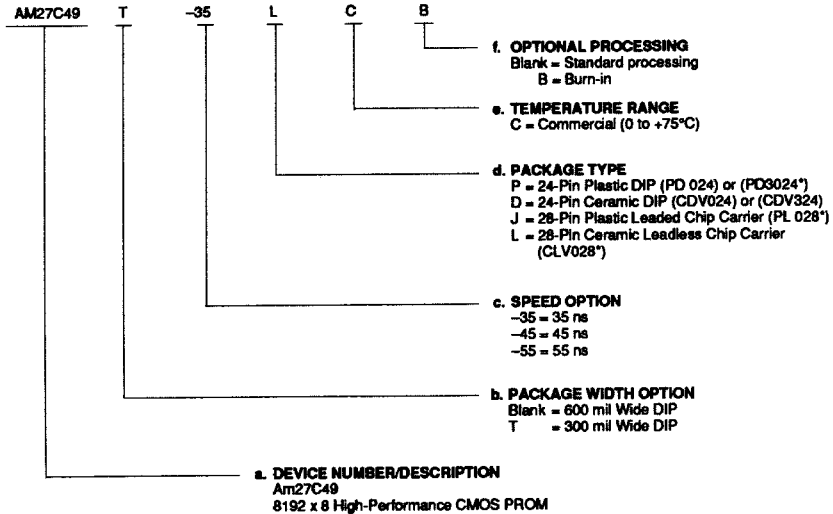 AM27C49 T –35 L C B
f. OPTIONAL PROCESSING
Blank = Standard processing
B = Burn-in
e. TEMPERATURE RANGE
C = Commercial (0 to +75°C)
d. PACKAGE TYPE
P = 24-Pin Plastic DIP (PD 024) or (PD3024*)
D = 24-Pin Ceramic DIP (CDV024) or (CDV324)
J = 28-Pin Plastic Leaded Chip Carrier (PL 028*)
L = 28-Pin Ceramic Leadless Chip Carrier
(CLV028*)
c. SPEED OPTION
–35 = 35 ns
–45 = 45 ns
–55 = 55 ns
b. PACKAGE WIDTH OPTION
Blank = 600 mil Wide DIP
T = 300 mil Wide DIP
a. DEVICE NUMBER/DESCRIPTION
Am27C49
8192 x 8 High-Performance CMOS PROM